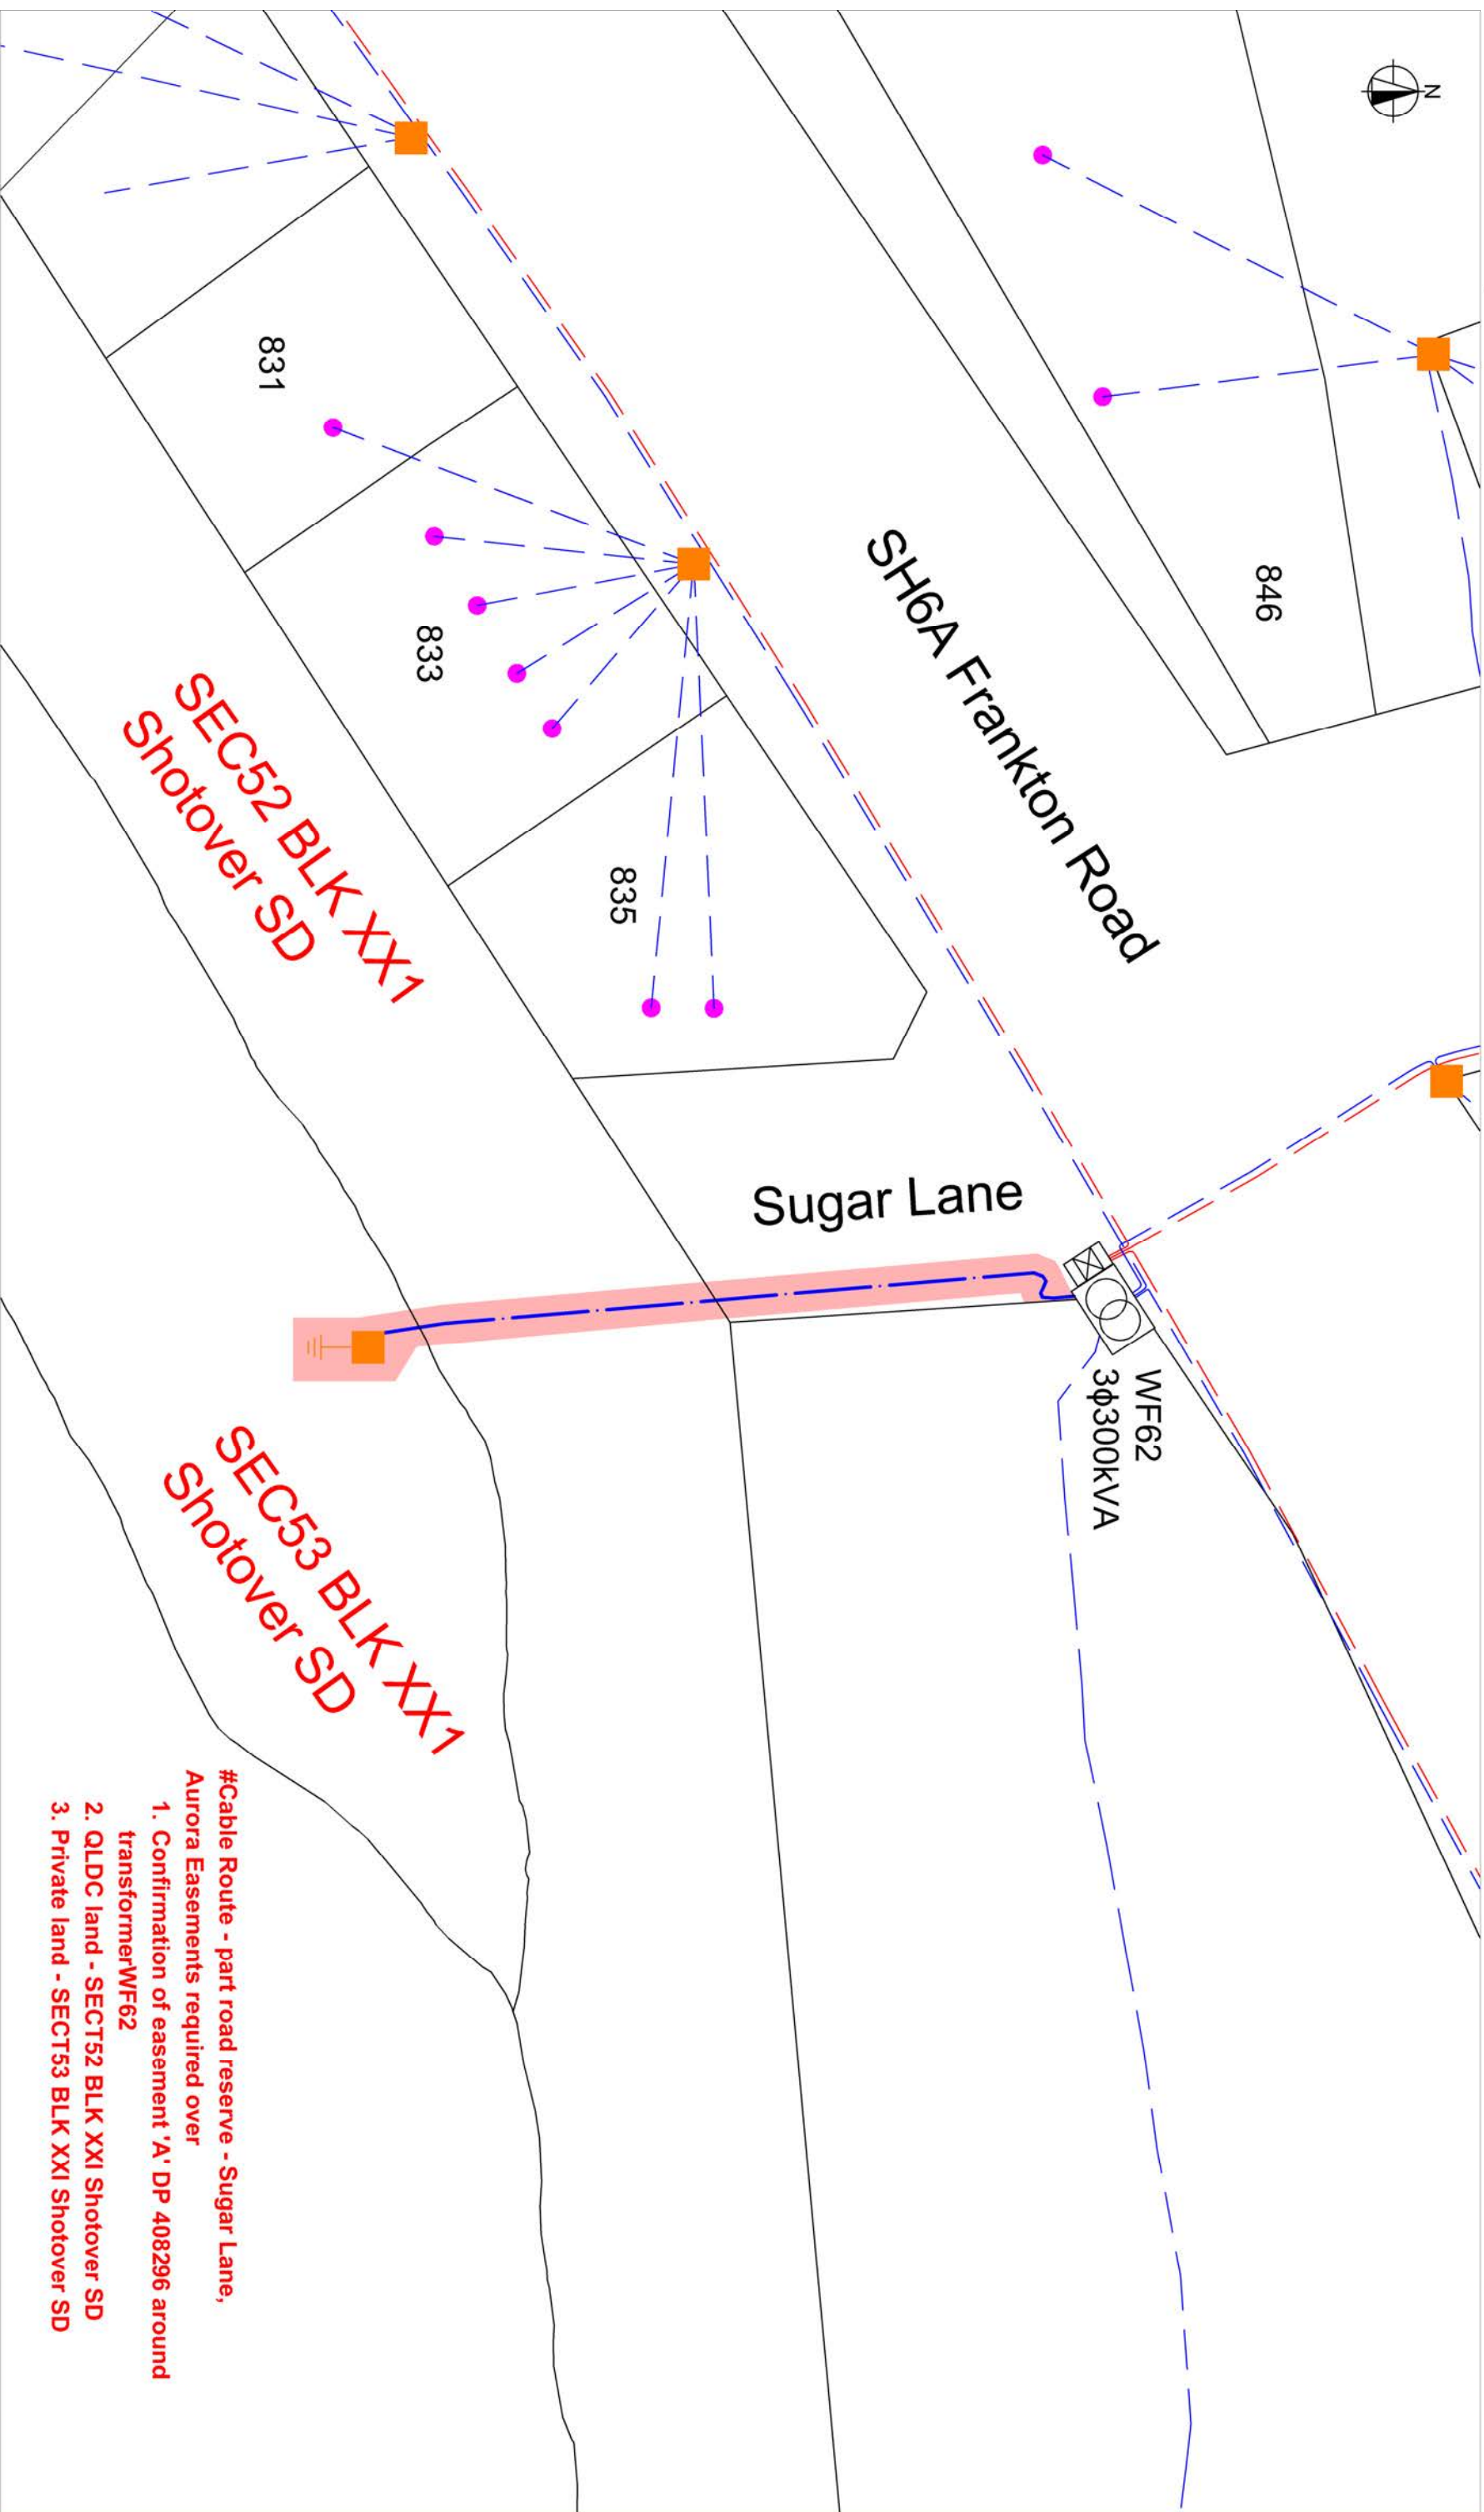 N
846
SH6A Frankton Road
831
833
835
Sugar Lane
WF62
3ϕ300kVA
SEC52 BLK XX1
Shotover SD
SEC53 BLK XX1
Shotover SD
#Cable Route - part road reserve - Sugar Lane,
Aurora Easements required over
1. Confirmation of easement 'A' DP 408296 around
transformerWF62
2. QLDC land - SECT52 BLK XXI Shotover SD
3. Private land - SECT53 BLK XXI Shotover SD